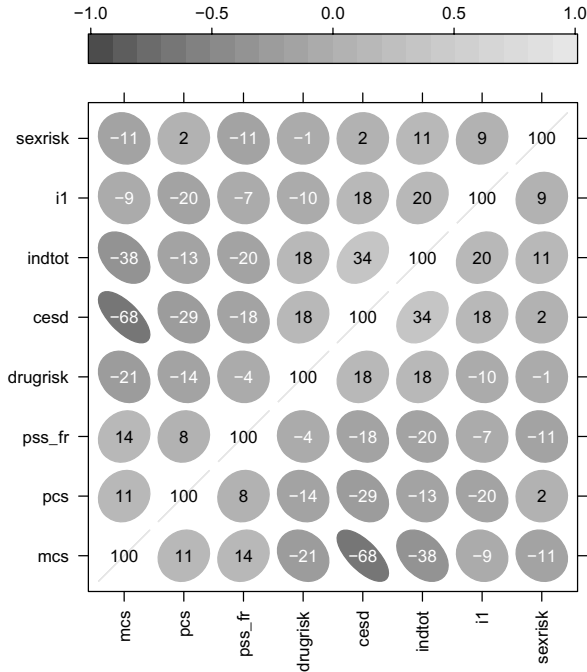 −1.0 −0.5 0.0 0.5 1.0
sexrisk −11 2 −11 −1 2 11 9 100
i1 −9 −20 −7 −10 18 20 100 9
indtot −38 −13 −20 18 34 100 20 11
cesd −68 −29 −18 18 100 34 18 2
drugrisk −21 −14 −4 100 18 18 −10 −1
pss_fr 14 8 100 −4 −18 −20 −7 −11
pcs 11 100 8 −14 −29 −13 −20 2
mcs 100 11 14 −21 −68 −38 −9 −11
mcs pcs pss_fr drugrisk cesd indtot i1 sexrisk